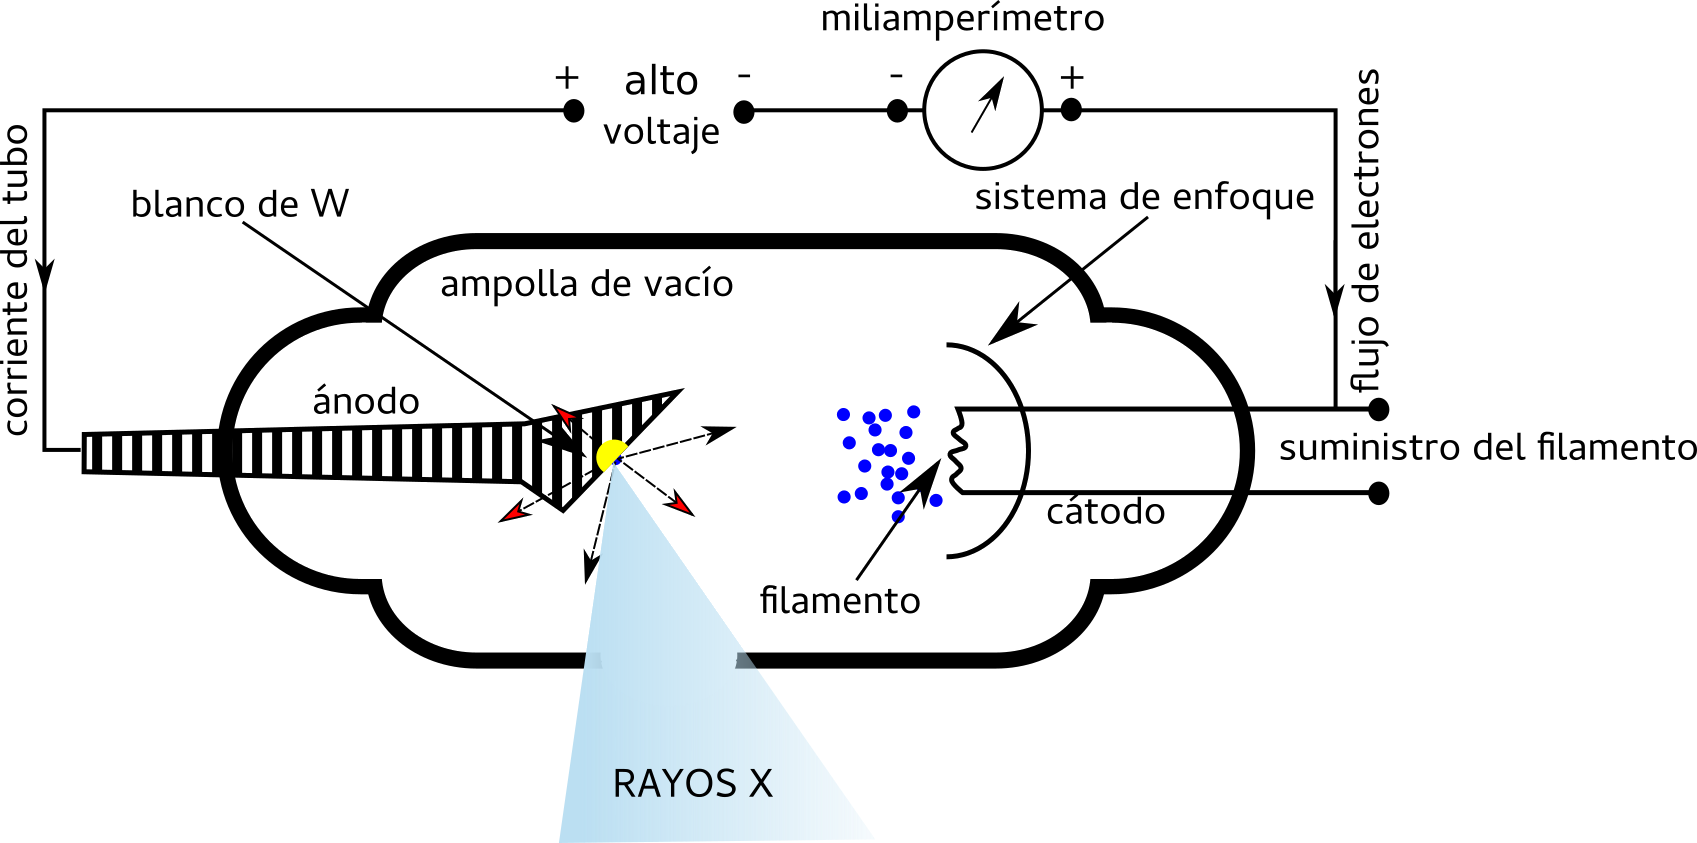 miliamperímetro
+ alto - - +
voltaje
corriente del tubo
flujo de electrones
blanco de W
sistema de enfoque
ampolla de vacío
ánodo
suministro del filamento
cátodo
filamento
RAYOS X